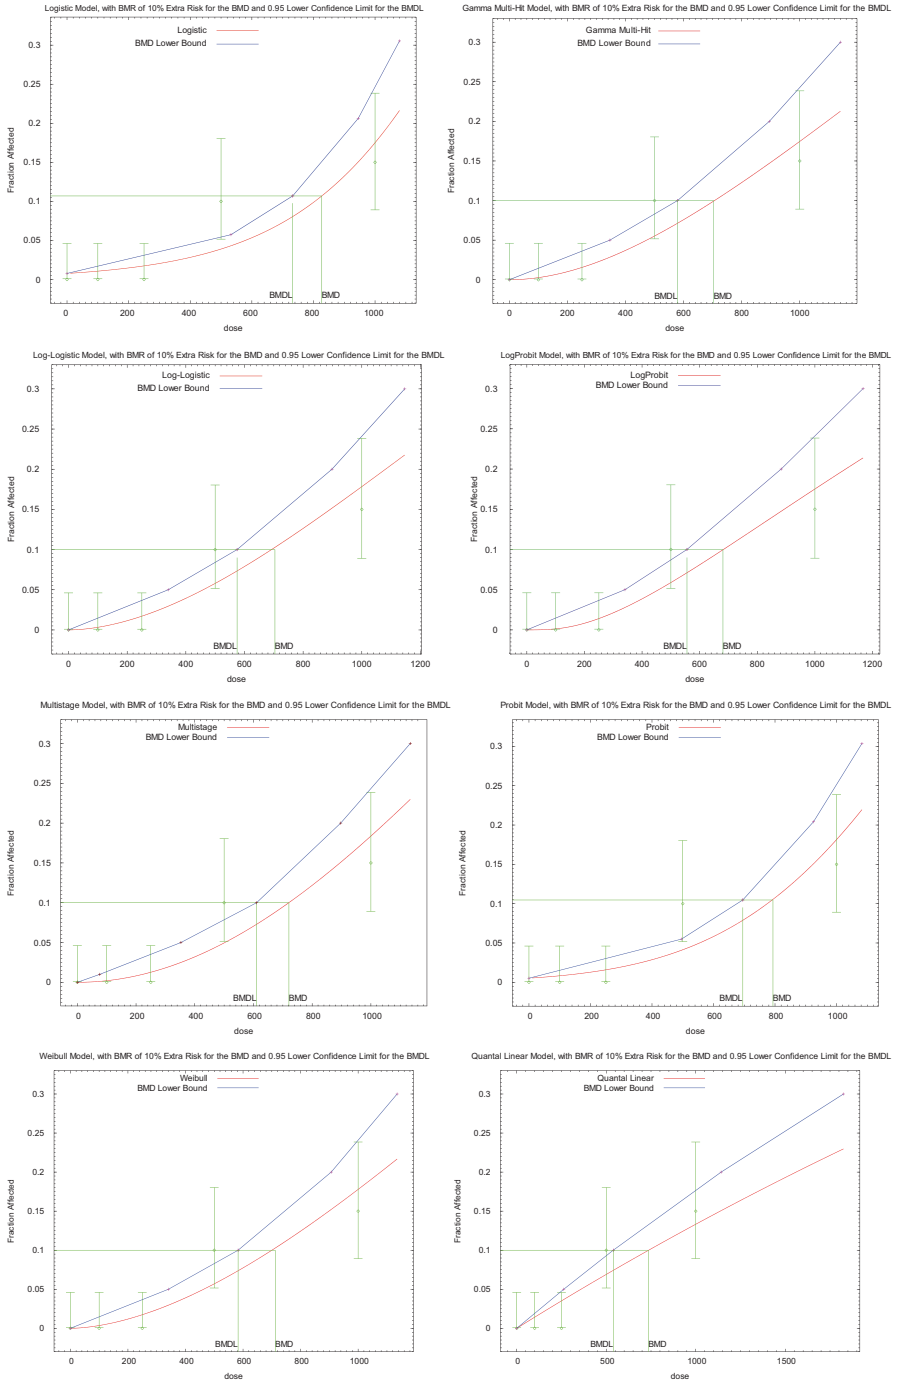 Logistic Model, with BMR of 10% Extra Risk for the BMD and 0.95 Lower Confidence Limit for the BMDL
Logistic
BMD Lower Bound
0.3
0.25
0.2
0.15
0.1
0.05
0
Fraction Affected
BMDL
BMD
0
200
400
600
800
1000
dose
Gamma Multi-Hit Model, with BMR of 10% Extra Risk for the BMD and 0.95 Lower Confidence Limit for the BMDL
Gamma Multi-Hit
BMD Lower Bound
0.3
0.25
0.2
0.15
0.1
0.05
0
Fraction Affected
BMDL
BMD
0
200
400
600
800
1000
dose
Log-Logistic Model, with BMR of 10% Extra Risk for the BMD and 0.95 Lower Confidence Limit for the BMDL
Log-Logistic
BMD Lower Bound
0.3
0.25
0.2
0.15
0.1
0.05
0
Fraction Affected
BMDL
BMD
0
200
400
600
800
1000
1200
dose
LogProbit Model, with BMR of 10% Extra Risk for the BMD and 0.95 Lower Confidence Limit for the BMDL
LogProbit
BMD Lower Bound
0.3
0.25
0.2
0.15
0.1
0.05
0
Fraction Affected
BMDL
BMD
0
200
400
600
800
1000
1200
dose
Multistage Model, with BMR of 10% Extra Risk for the BMD and 0.95 Lower Confidence Limit for the BMDL
Multistage
BMD Lower Bound
0.3
0.25
0.2
0.15
0.1
0.05
0
Fraction Affected
BMDL
BMD
0
200
400
600
800
1000
dose
Probit Model, with BMR of 10% Extra Risk for the BMD and 0.95 Lower Confidence Limit for the BMDL
Probit
BMD Lower Bound
0.3
0.25
0.2
0.15
0.1
0.05
0
Fraction Affected
BMDL
BMD
0
200
400
600
800
1000
dose
Weibull Model, with BMR of 10% Extra Risk for the BMD and 0.95 Lower Confidence Limit for the BMDL
Weibull
BMD Lower Bound
0.3
0.25
0.2
0.15
0.1
0.05
0
Fraction Affected
BMDL
BMD
0
200
400
600
800
1000
dose
Quantal Linear Model, with BMR of 10% Extra Risk for the BMD and 0.95 Lower Confidence Limit for the BMDL
Quantal Linear
BMD Lower Bound
0.3
0.25
0.2
0.15
0.1
0.05
0
Fraction Affected
BMDL
BMD
0
500
1000
1500
dose